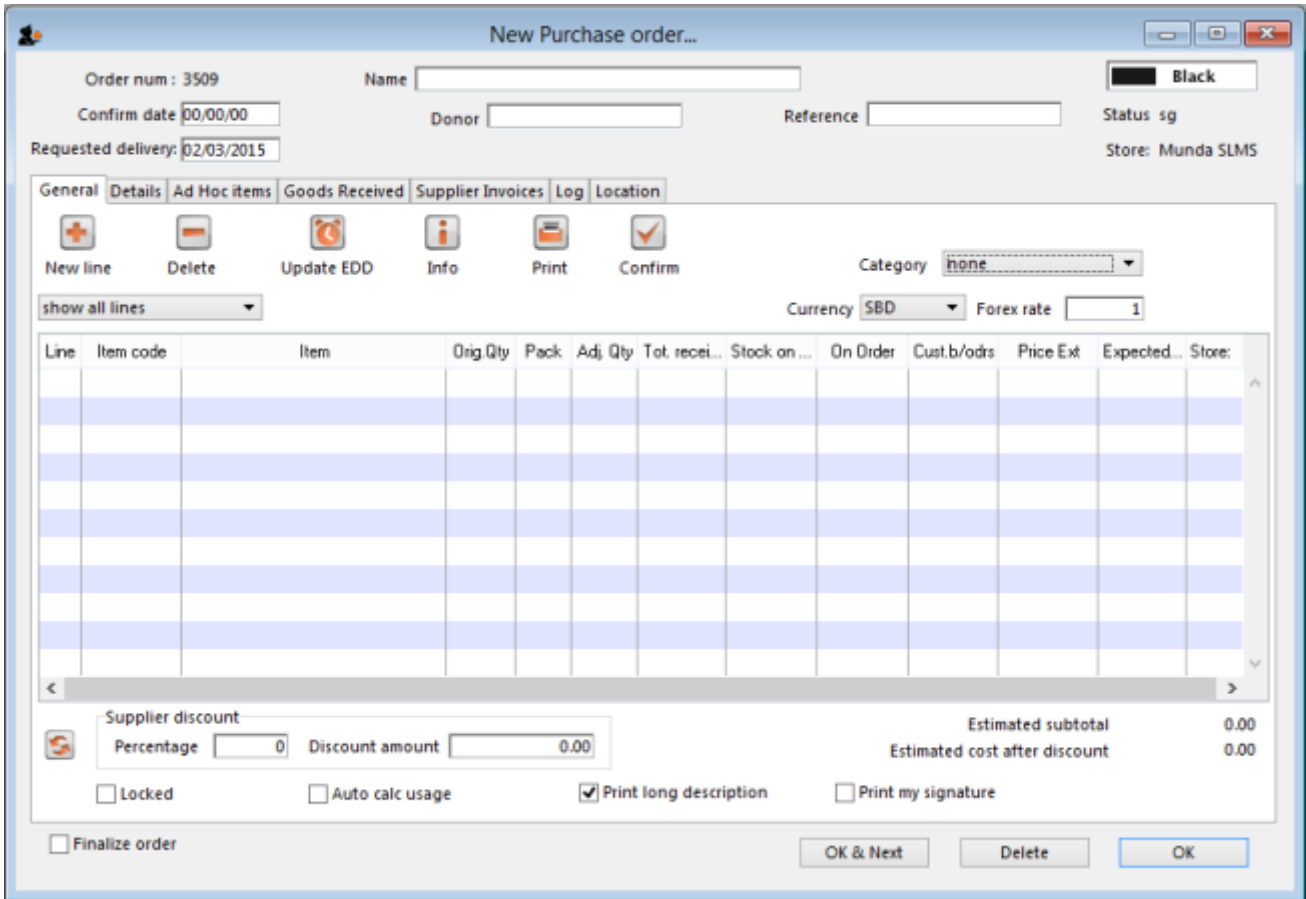 New Purchase order...
Order num : 3509 Name Black
Confirm date 00/00/00 Donor Reference Status sg
Requested delivery: 02/03/2015 Store: Munda SLMS
General Details Ad Hoc items Goods Received Supplier Invoices Log Location
New line Delete Update EDD Info Print Confirm Category none
show all lines Currency SBD Forex rate 1
Line Item code Item Orig.Qty Pack Adj. Qty Tot. recei... Stock on ... On Order Cust.b/odrs Price Ext Expected... Store:
Supplier discount Estimated subtotal 0.00
Percentage 0 Discount amount 0.00 Estimated cost after discount 0.00
Locked Auto calc usage Print long description Print my signature
Finalize order OK & Next Delete OK